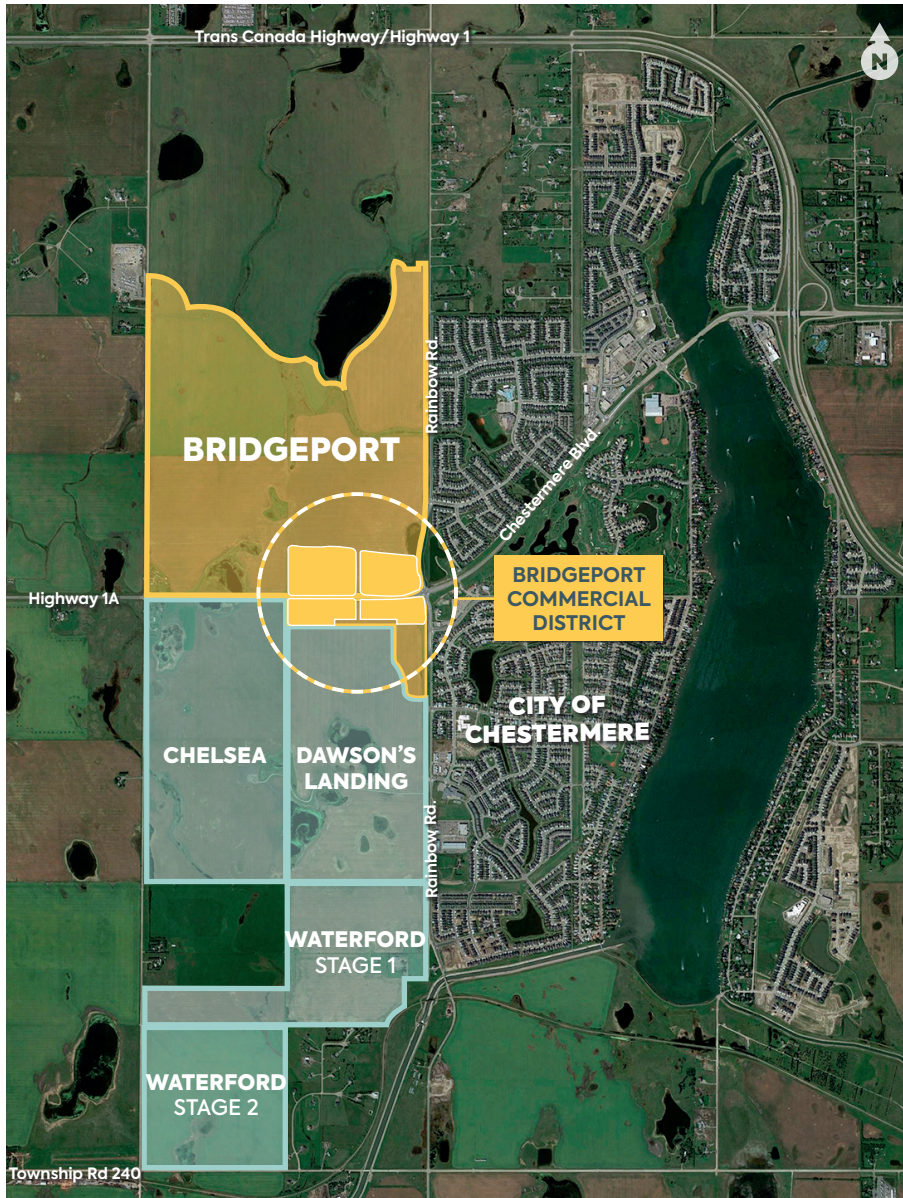 Trans Canada Highway/Highway 1
N
Rainbow Rd.
BRIDGEPORT
Chestermere Blvd.
BRIDGEPORT
COMMERCIAL
DISTRICT
Highway 1A
CITY OF
CHESTERMERE
CHELSEA
DAWSON'S
LANDING
Rainbow Rd.
WATERFORD
STAGE 1
WATERFORD
STAGE 2
Township Rd 240